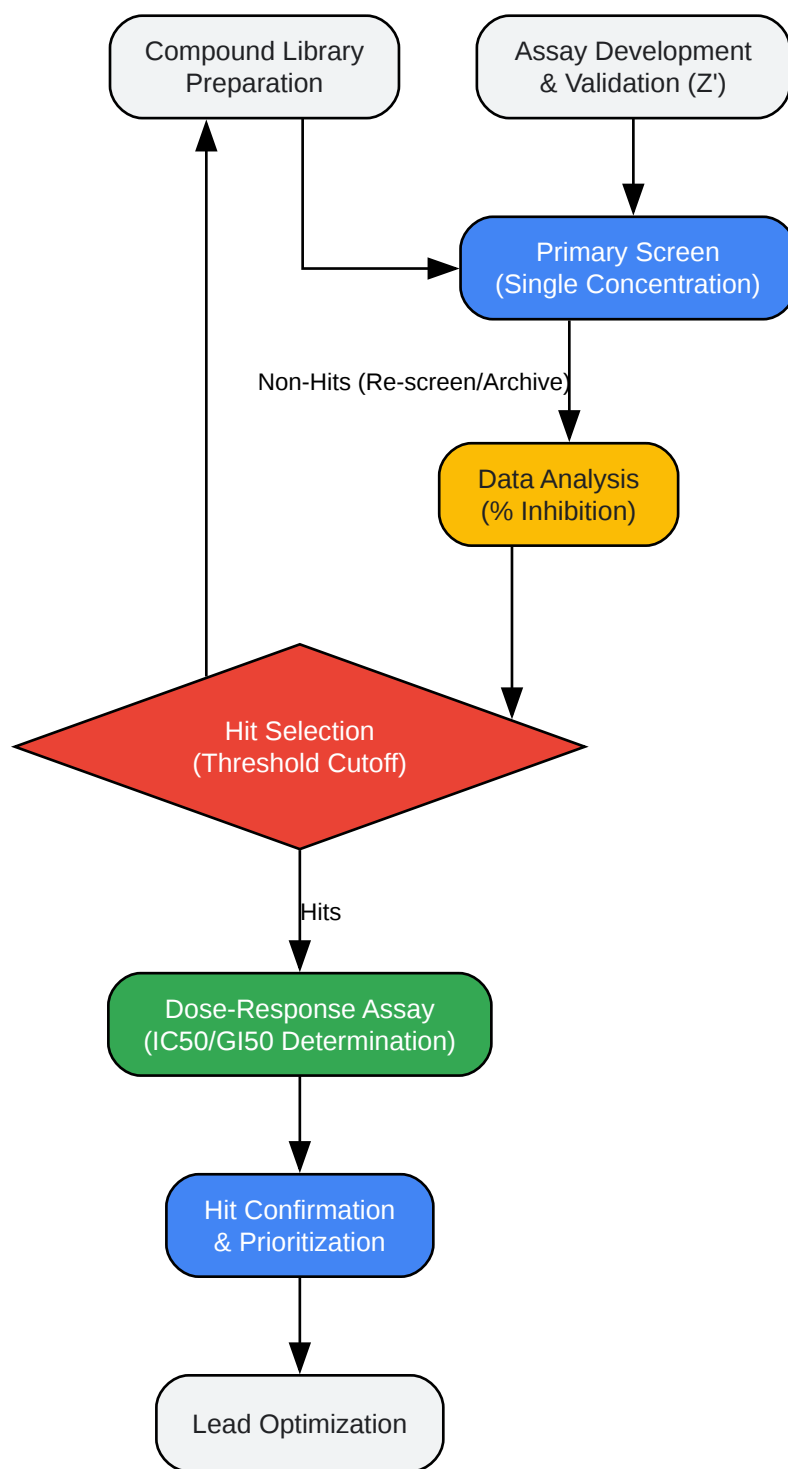 Compound Library
Preparation
Assay Development
& Validation (Z')
Primary Screen
(Single Concentration)
Non-Hits (Re-screen/Archive)
Data Analysis
(% Inhibition)
Hit Selection
(Threshold Cutoff)
Hits
Dose-Response Assay
(IC50/GI50 Determination)
Hit Confirmation
& Prioritization
Lead Optimization